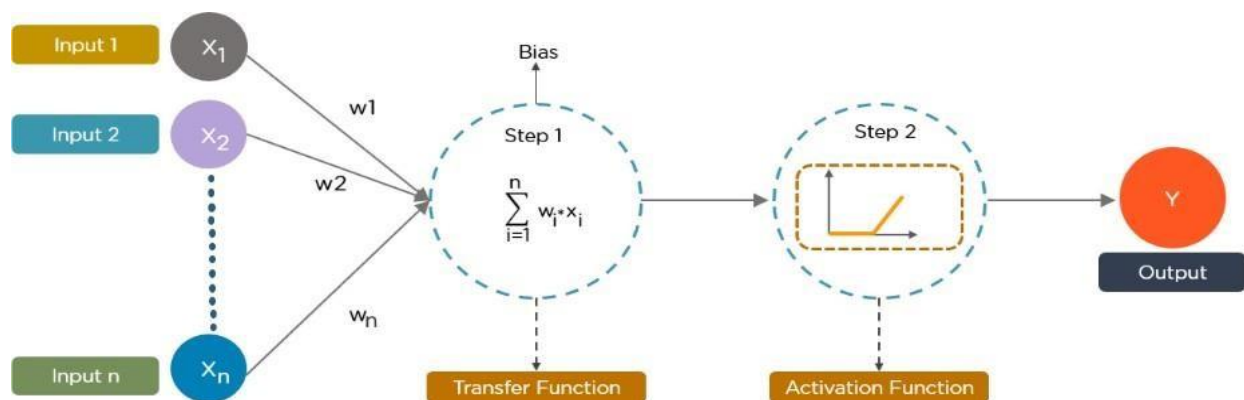 Input 1
X₁
Input 2
X₂
Input n
Xₙ
w1
w2
wₙ
Bias
Step 1
n
∑ wᵢ*xᵢ
i=1
Transfer Function
Step 2
Activation Function
Y
Output